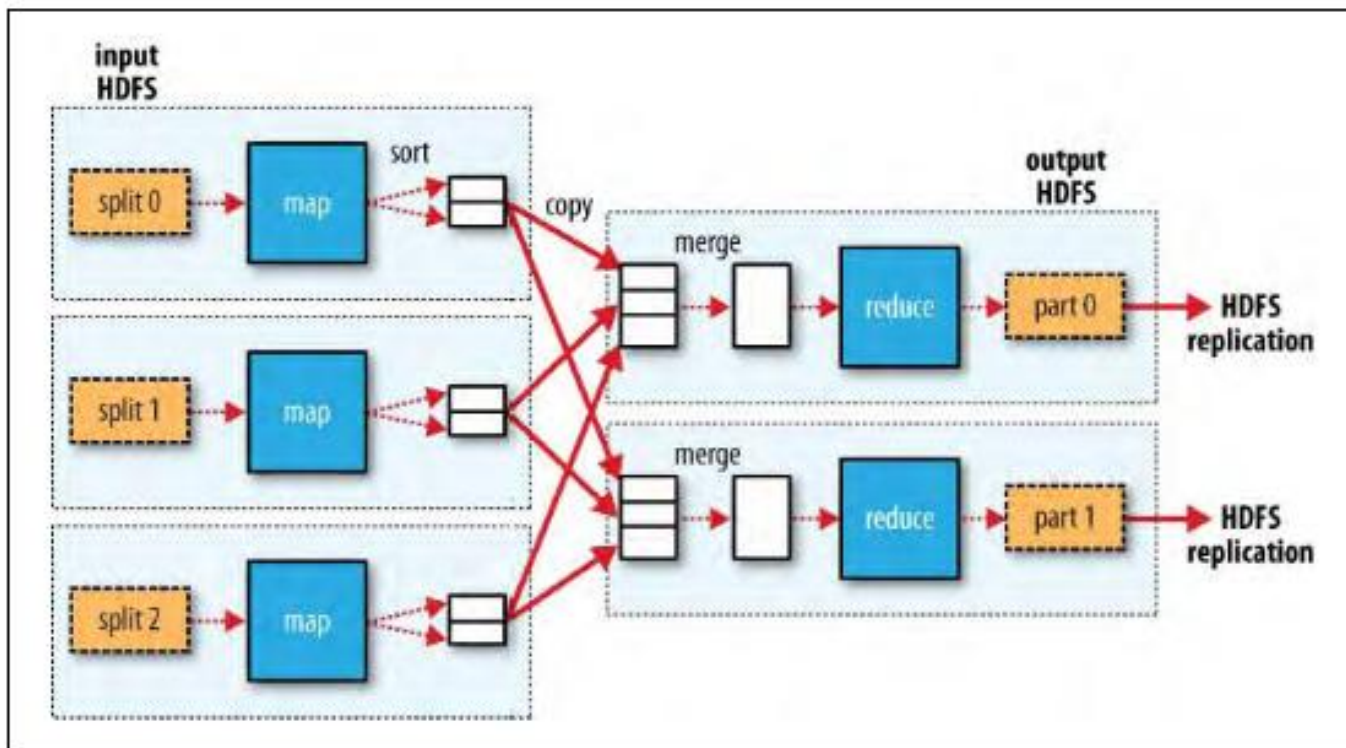 input
HDFS
split 0
map
sort
copy
split 1
map
split 2
map
output
HDFS
merge
reduce
part 0
HDFS
replication
merge
reduce
part 1
HDFS
replication